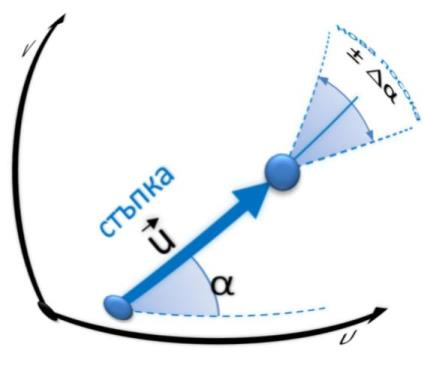 v
нова посока
± Δα
стъпка
u⃗
α
u